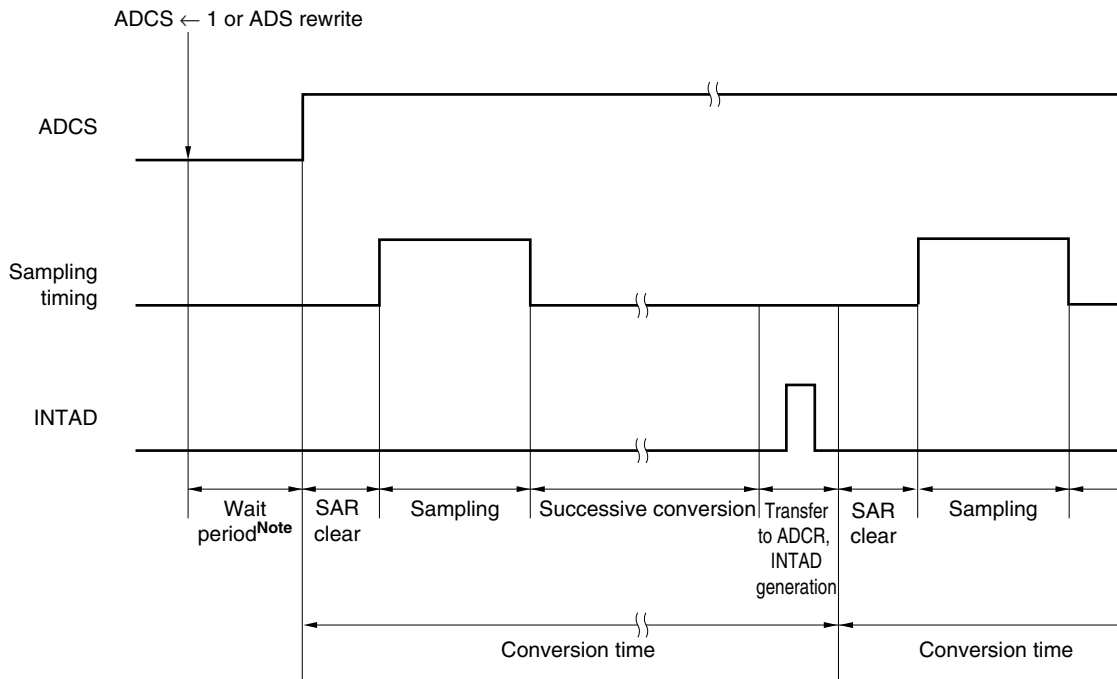 ADCS ← 1 or ADS rewrite
ADCS
Sampling
timing
INTAD
Wait
periodNote
SAR
clear
Sampling
Successive conversion
Transfer
to ADCR,
INTAD
generation
SAR
clear
Sampling
Conversion time
Conversion time